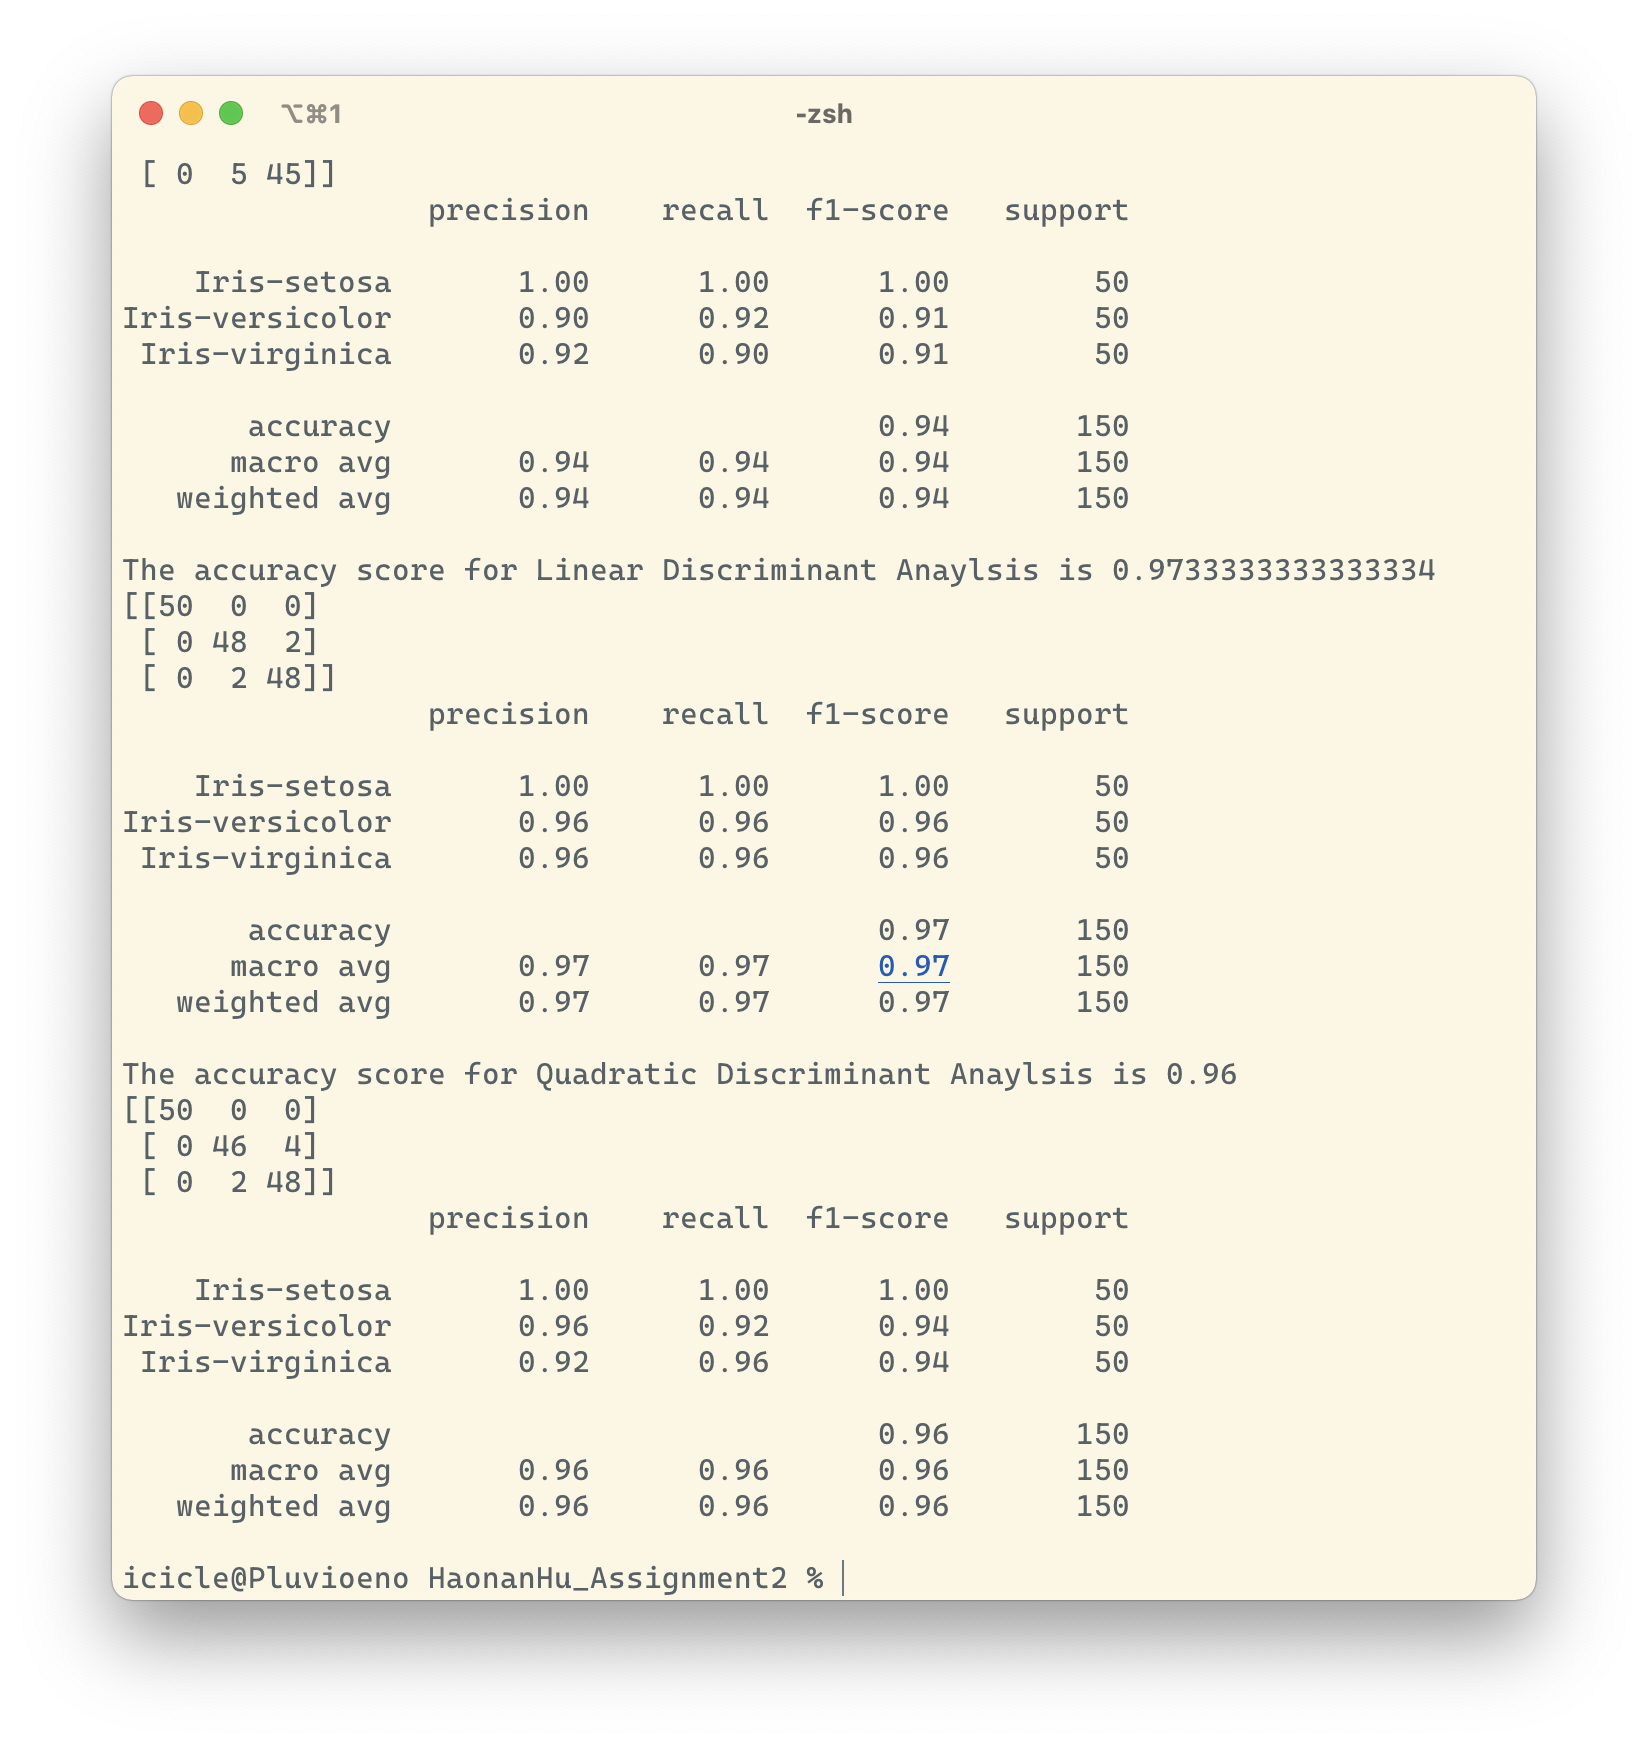 ⌥⌘1 -zsh
 [ 0  5 45]]
                 precision    recall  f1-score   support

    Iris-setosa       1.00      1.00      1.00        50
Iris-versicolor       0.90      0.92      0.91        50
 Iris-virginica       0.92      0.90      0.91        50

       accuracy                           0.94       150
      macro avg       0.94      0.94      0.94       150
   weighted avg       0.94      0.94      0.94       150

The accuracy score for Linear Discriminant Anaylsis is 0.9733333333333334
[[50  0  0]
 [ 0 48  2]
 [ 0  2 48]]
                 precision    recall  f1-score   support

    Iris-setosa       1.00      1.00      1.00        50
Iris-versicolor       0.96      0.96      0.96        50
 Iris-virginica       0.96      0.96      0.96        50

       accuracy                           0.97       150
      macro avg       0.97      0.97      0.97       150
   weighted avg       0.97      0.97      0.97       150

The accuracy score for Quadratic Discriminant Anaylsis is 0.96
[[50  0  0]
 [ 0 46  4]
 [ 0  2 48]]
                 precision    recall  f1-score   support

    Iris-setosa       1.00      1.00      1.00        50
Iris-versicolor       0.96      0.92      0.94        50
 Iris-virginica       0.92      0.96      0.94        50

       accuracy                           0.96       150
      macro avg       0.96      0.96      0.96       150
   weighted avg       0.96      0.96      0.96       150

icicle@Pluvioeno HaonanHu_Assignment2 %